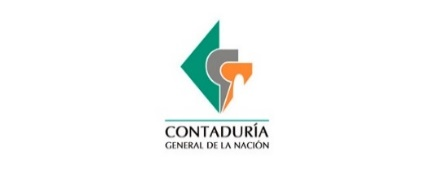 CONTADURÍA
GENERAL DE LA NACIÓN